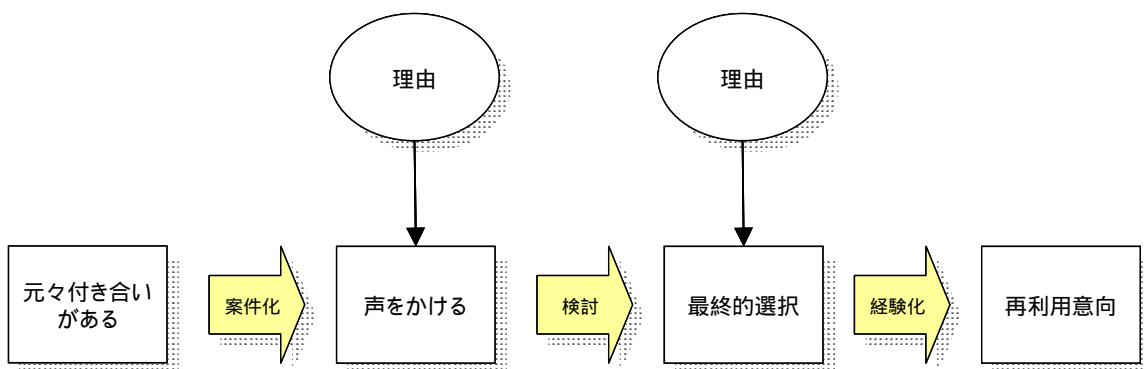 理由
理由
元々付き合い
がある
案件化
声をかける
検討
最終的選択
経験化
再利用意向